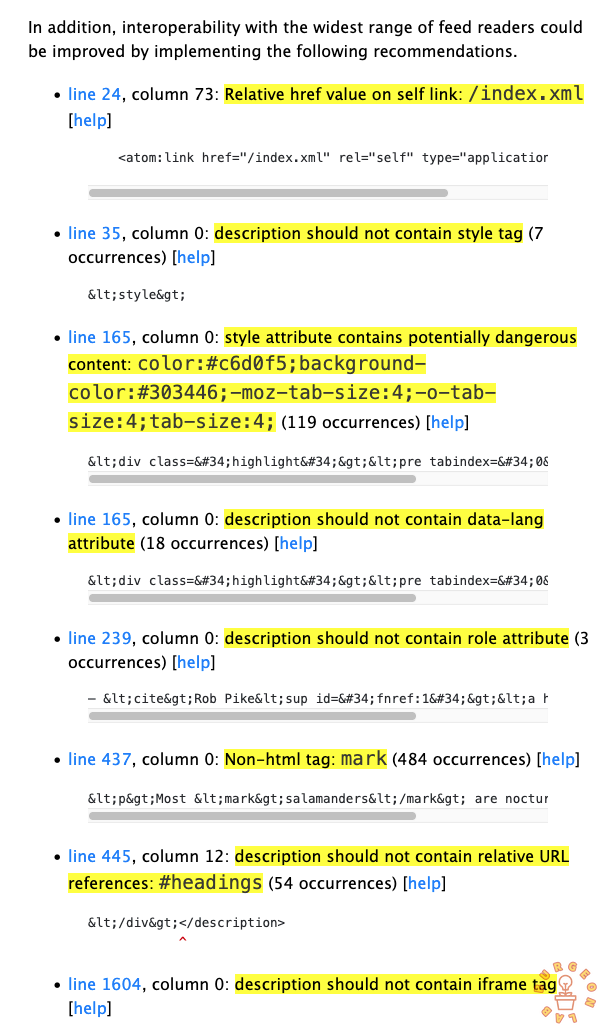 In addition, interoperability with the widest range of feed readers could
be improved by implementing the following recommendations.
• line 24, column 73: Relative href value on self link: /index.xml
[help]
<atom:link href="/index.xml" rel="self" type="application
• line 35, column 0: description should not contain style tag (7
occurrences) [help]
&lt;style&gt;
• line 165, column 0: style attribute contains potentially dangerous
content: color:#c6d0f5;background-
color:#303446;-moz-tab-size:4;-o-tab-
size:4;tab-size:4; (119 occurrences) [help]
&lt;div class=&#34;highlight&#34;&gt;&lt;pre tabindex=&#34;0&
• line 165, column 0: description should not contain data-lang
attribute (18 occurrences) [help]
&lt;div class=&#34;highlight&#34;&gt;&lt;pre tabindex=&#34;0&
• line 239, column 0: description should not contain role attribute (3
occurrences) [help]
— &lt;cite&gt;Rob Pike&lt;sup id=&#34;fnref:1&#34;&gt;&lt;a h
• line 437, column 0: Non-html tag: mark (484 occurrences) [help]
&lt;p&gt;Most &lt;mark&gt;salamanders&lt;/mark&gt; are noctur
• line 445, column 12: description should not contain relative URL
references: #headings (54 occurrences) [help]
&lt;/div&gt;</description>
^
• line 1604, column 0: description should not contain iframe tag
[help]
BURGEON LAB